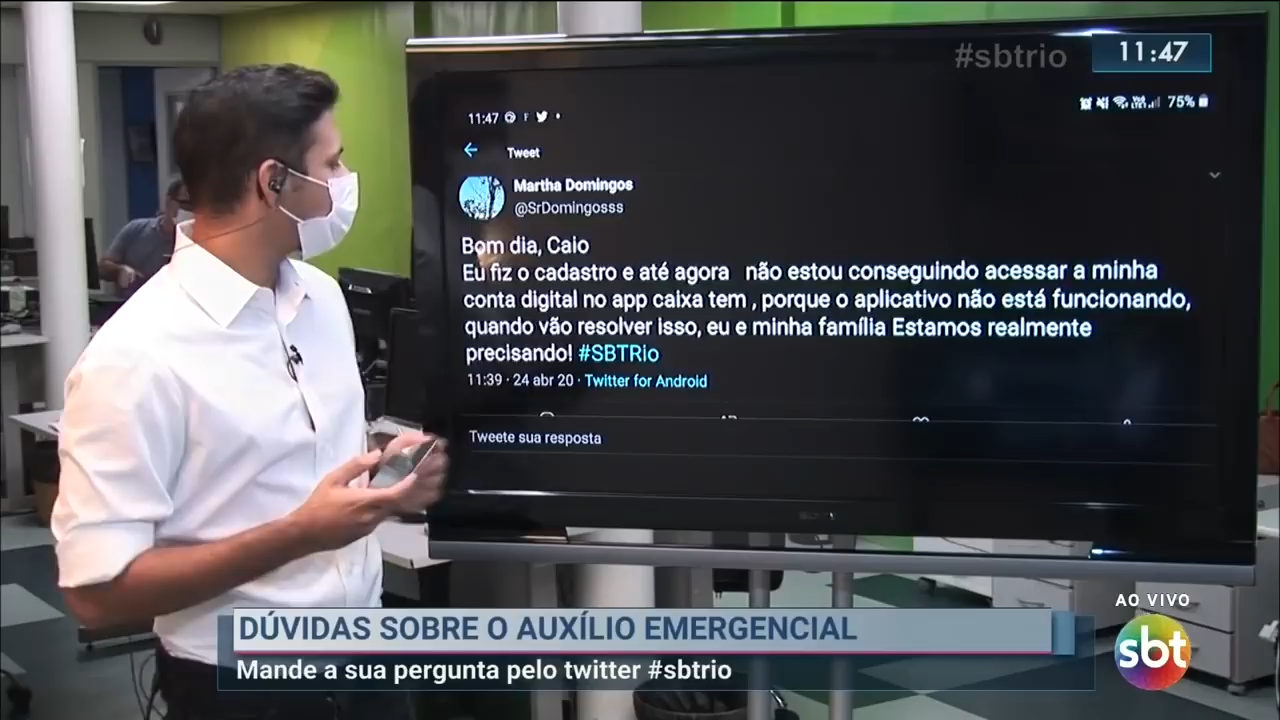 #sbtrio
11:47
11:47
75%
Tweet
Martha Domingos
@SrDomingosss
Bom dia, Caio
Eu fiz o cadastro e até agora não estou conseguindo acessar a minha
conta digital no app caixa tem , porque o aplicativo não está funcionando,
quando vão resolver isso, eu e minha família Estamos realmente
precisando! #SBTRio
11:39 · 24 abr 20 · Twitter for Android
Tweete sua resposta
SONY
AO VIVO
DÚVIDAS SOBRE O AUXÍLIO EMERGENCIAL
Mande a sua pergunta pelo twitter #sbtrio
sbt